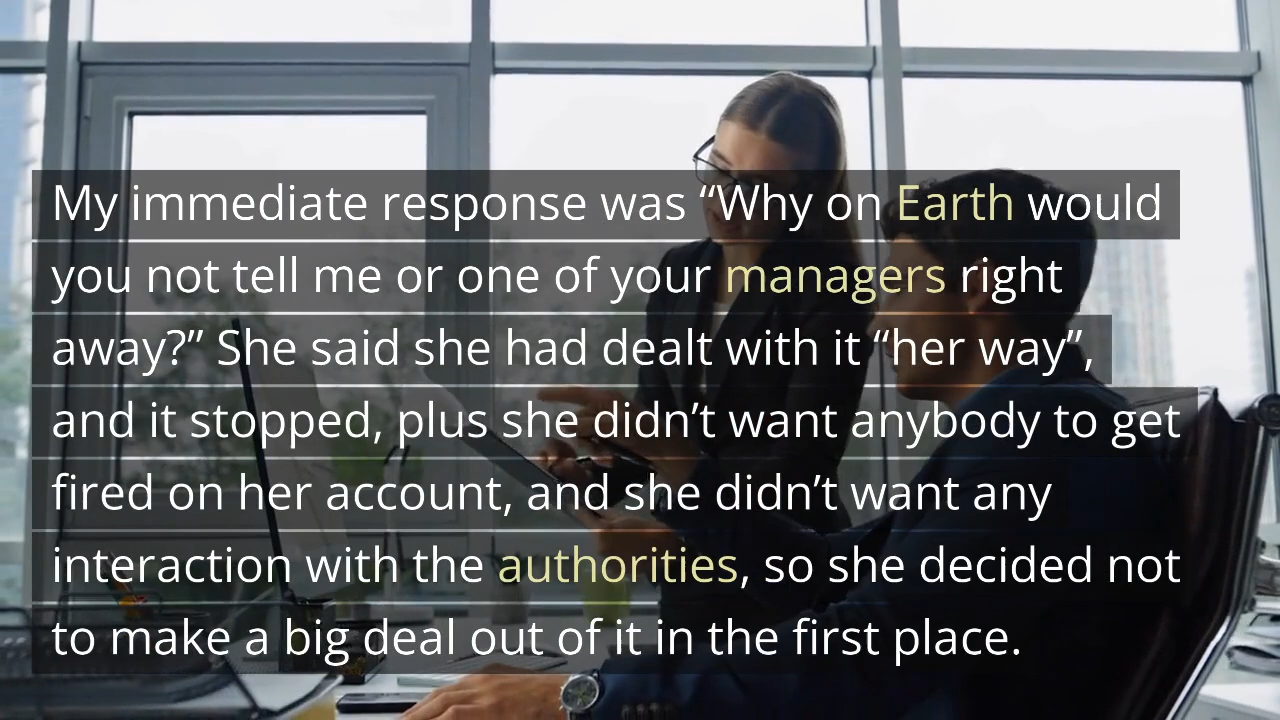 My immediate response was “Why on Earth would
you not tell me or one of your managers right
away?” She said she had dealt with it “her way”,
and it stopped, plus she didn’t want anybody to get
fired on her account, and she didn’t want any
interaction with the authorities, so she decided not
to make a big deal out of it in the first place.